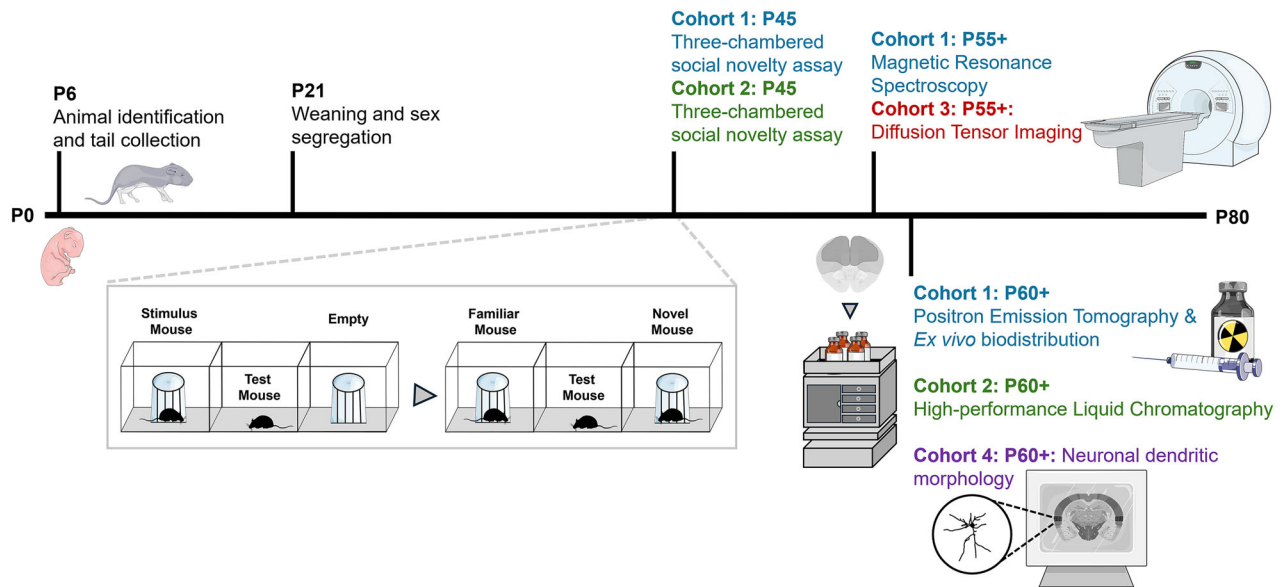 Cohort 1: P45
Three-chambered
social novelty assay
Cohort 2: P45
Three-chambered
social novelty assay
Cohort 1: P55+
Magnetic Resonance
Spectroscopy
Cohort 3: P55+:
Diffusion Tensor Imaging
P6
Animal identification
and tail collection
P21
Weaning and sex
segregation
P0
P80
Stimulus
Mouse
Empty
Test
Mouse
Familiar
Mouse
Novel
Mouse
Test
Mouse
Cohort 1: P60+
Positron Emission Tomography &
Ex vivo biodistribution
Cohort 2: P60+
High-performance Liquid Chromatography
Cohort 4: P60+: Neuronal dendritic
morphology